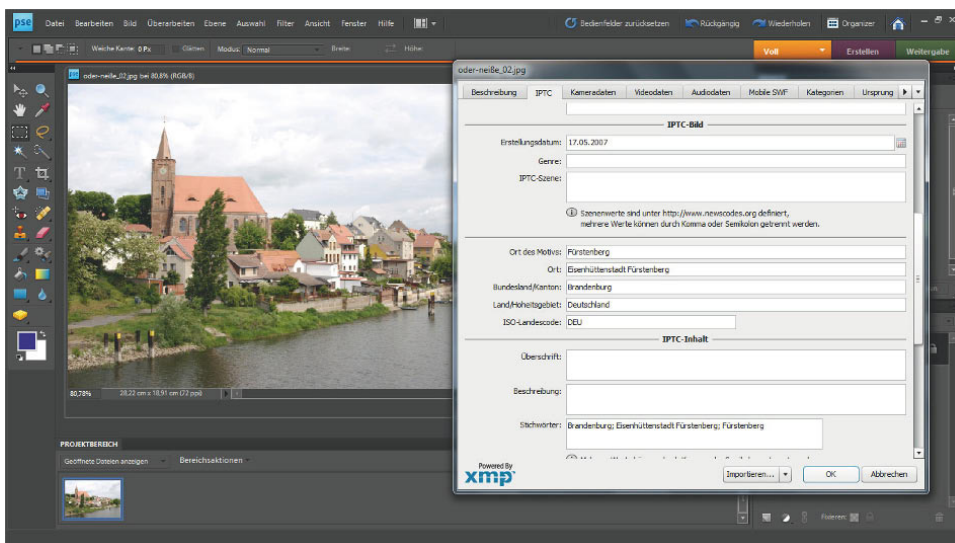 pse Datei Bearbeiten Bild Überarbeiten Ebene Auswahl Filter Ansicht Fenster Hilfe Bedienfelder zurücksetzen Rückgängig Wiederholen Organizer
Weiche Kante: 0 Px Glätten Modus: Normal Breite: Höhe: Voll Erstellen Weitergabe
oder-neiße_02.jpg bei 80,8% (RGB/8)
oder-neiße_02.jpg
Beschreibung IPTC Kameradaten Videodaten Audiodaten Mobile SWF Kategorien Ursprung
IPTC-Bild
Erstellungsdatum: 17.05.2007
Genre:
IPTC-Szene:
Szenenwerte sind unter http://www.newscodes.org definiert,
mehrere Werte können durch Komma oder Semikolon getrennt werden.
Ort des Motivs: Fürstenberg
Ort: Eisenhüttenstadt Fürstenberg
Bundesland/Kanton: Brandenburg
Land/Hoheitsgebiet: Deutschland
ISO-Landescode: DEU
IPTC-Inhalt
Überschrift:
Beschreibung:
Stichwörter: Brandenburg; Eisenhüttenstadt Fürstenberg; Fürstenberg
Powered By
xmp
Importieren... OK Abbrechen
80,78% 28,22 cm x 18,91 cm (72 ppi)
PROJEKTBEREICH
Geöffnete Dateien anzeigen Bereichsaktionen
Fixieren: